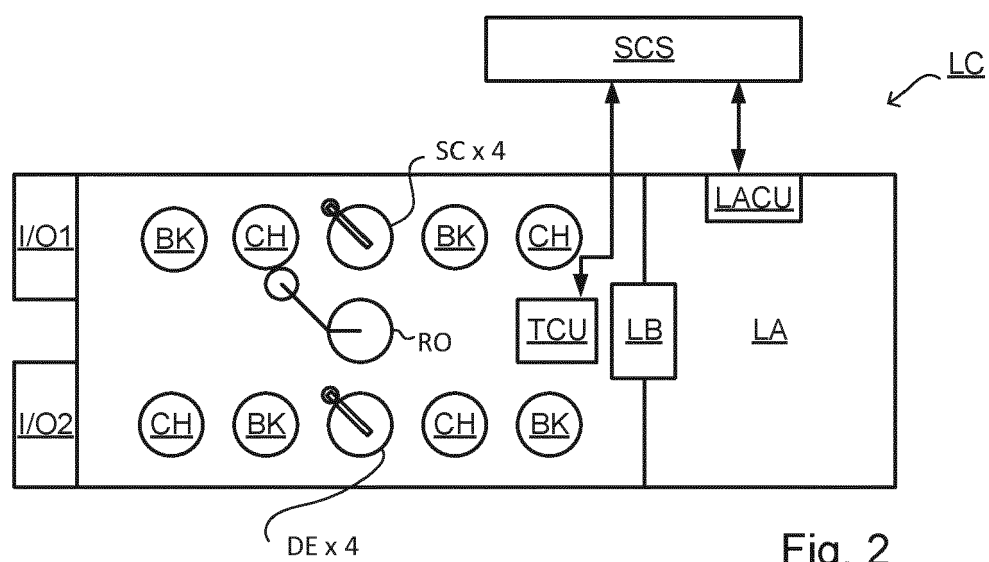 SCS
LC
SC x 4
I/O1
BK
CH
BK
CH
LACU
RO
TCU
LB
LA
I/O2
CH
BK
CH
BK
DE x 4
Fig. 2